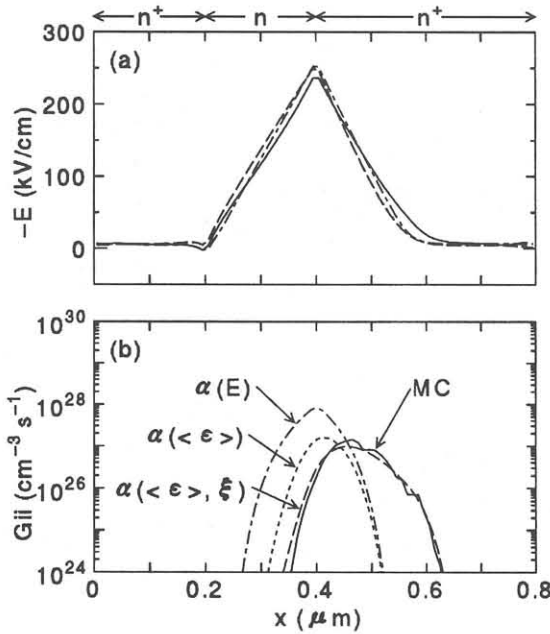 n⁺ n n⁺
300
(a)
200
100
0
−E (kV/cm)
10³⁰
(b)
10²⁸
10²⁶
10²⁴
Gii (cm⁻³ s⁻¹)
α(E)
MC
α(<ε>)
α(<ε>, ξ)
0 0.2 0.4 0.6 0.8
x (μm)